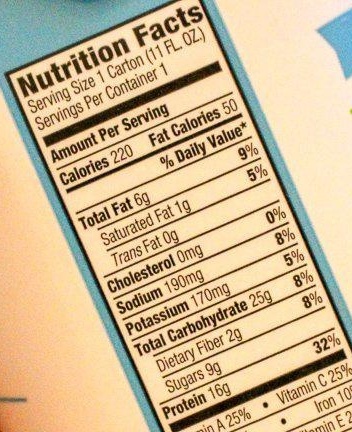 Nutrition Facts
Serving Size 1 Carton (11 FL. OZ.)
Servings Per Container 1
Amount Per Serving
Calories 220 Fat Calories 50
% Daily Value*
Total Fat 6g 9%
Saturated Fat 1g 5%
Trans Fat 0g
Cholesterol 0mg 0%
Sodium 190mg 8%
Potassium 170mg 5%
Total Carbohydrate 25g 8%
Dietary Fiber 2g 8%
Sugars 9g
Protein 16g 32%
A 25% • Vitamin C 25%
Iron